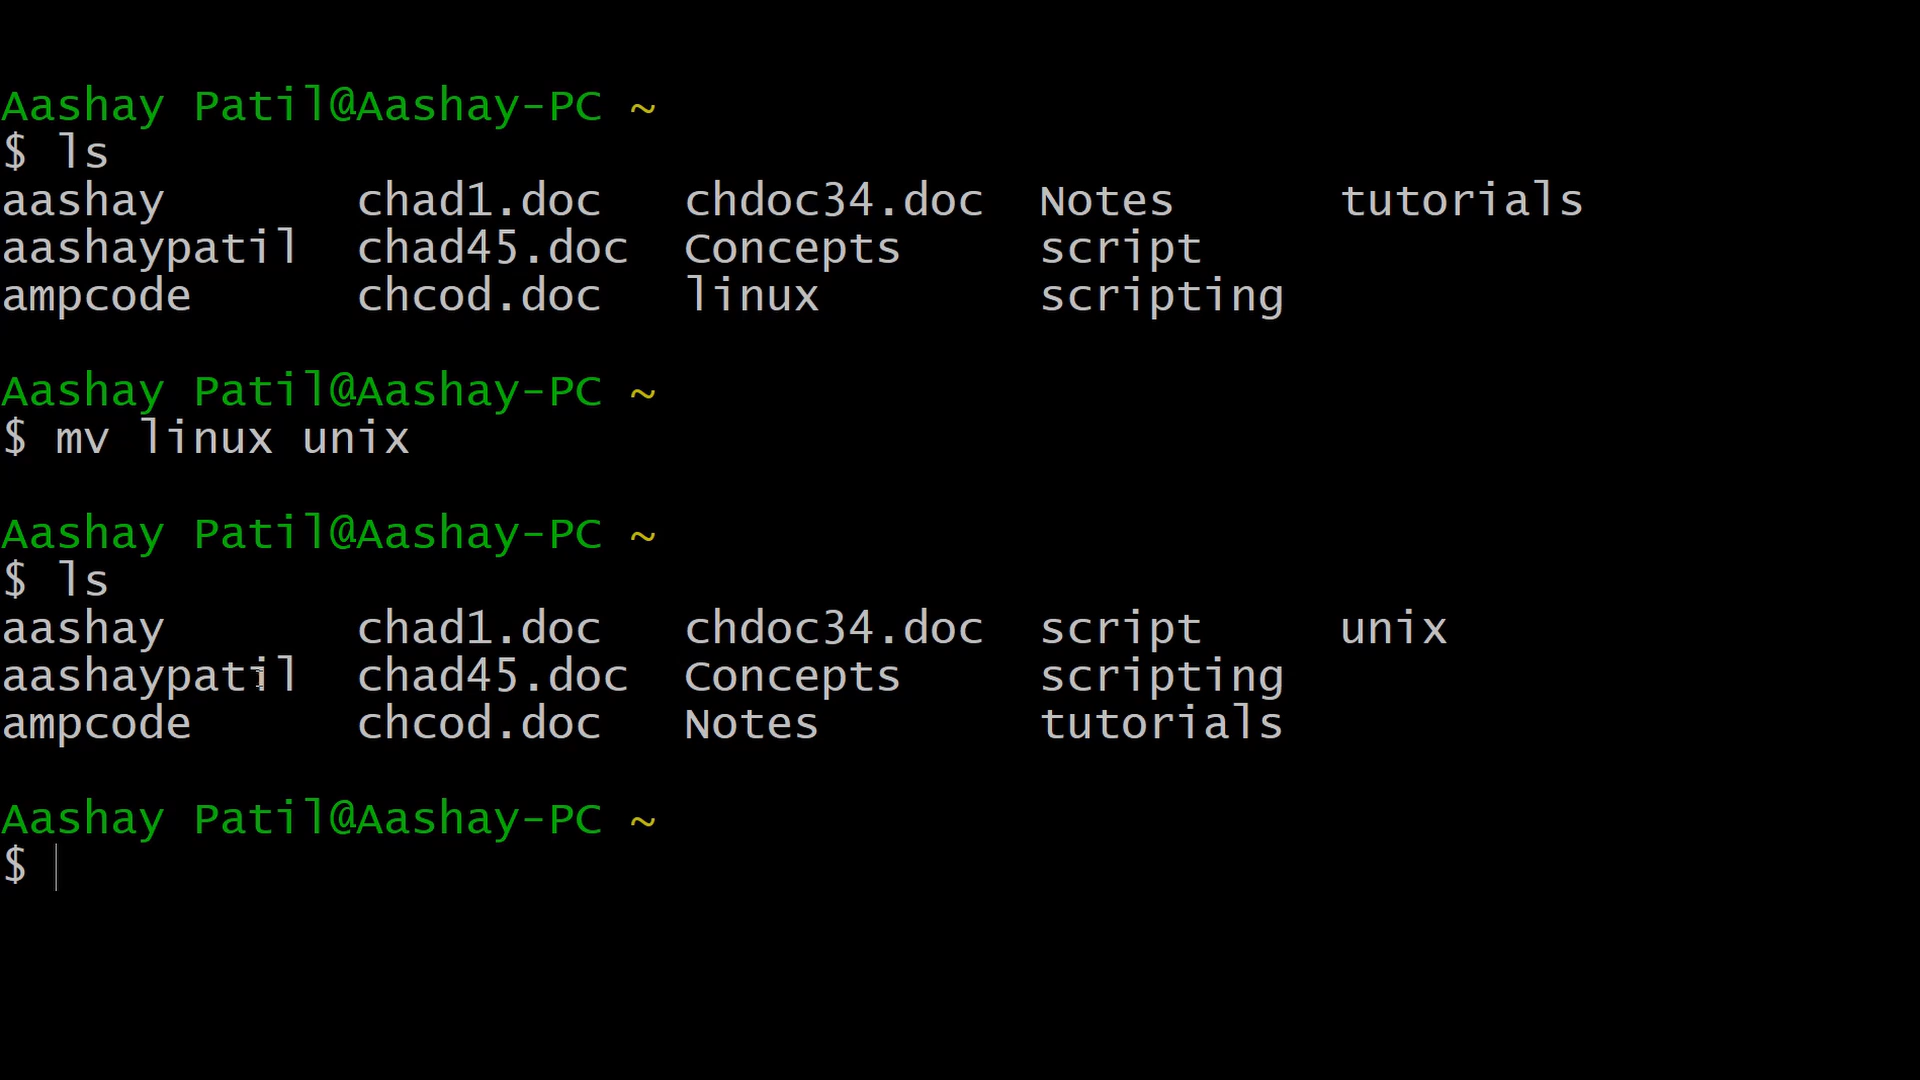 Aashay Patil@Aashay-PC ~
$ ls
aashay chad1.doc chdoc34.doc Notes tutorials
aashaypatil chad45.doc Concepts script
ampcode chcod.doc linux scripting
Aashay Patil@Aashay-PC ~
$ mv linux unix
Aashay Patil@Aashay-PC ~
$ ls
aashay chad1.doc chdoc34.doc script unix
aashaypatil chad45.doc Concepts scripting
ampcode chcod.doc Notes tutorials
Aashay Patil@Aashay-PC ~
$